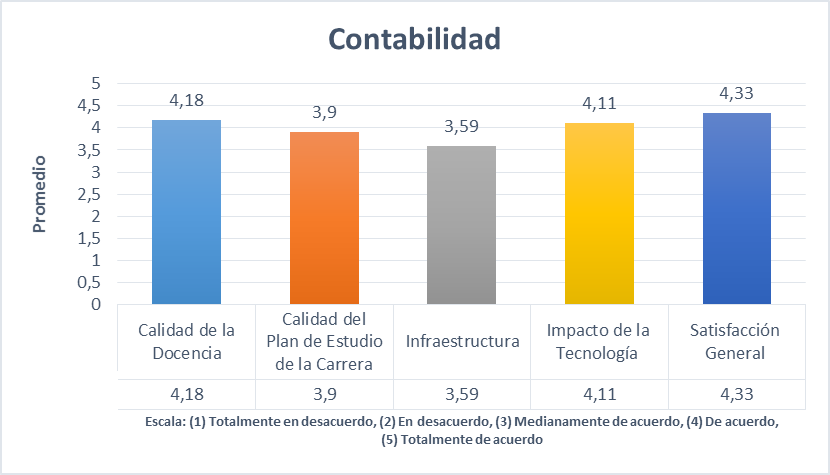 Contabilidad
Promedio
5
4,5
4
3,5
3
2,5
2
1,5
1
0,5
0
4,18
3,9
3,59
4,11
4,33
Calidad de la
Docencia
Calidad del
Plan de Estudio
de la Carrera
Infraestructura
Impacto de la
Tecnología
Satisfacción
General
4,18
3,9
3,59
4,11
4,33
Escala: (1) Totalmente en desacuerdo, (2) En desacuerdo, (3) Medianamente de acuerdo, (4) De acuerdo,
(5) Totalmente de acuerdo